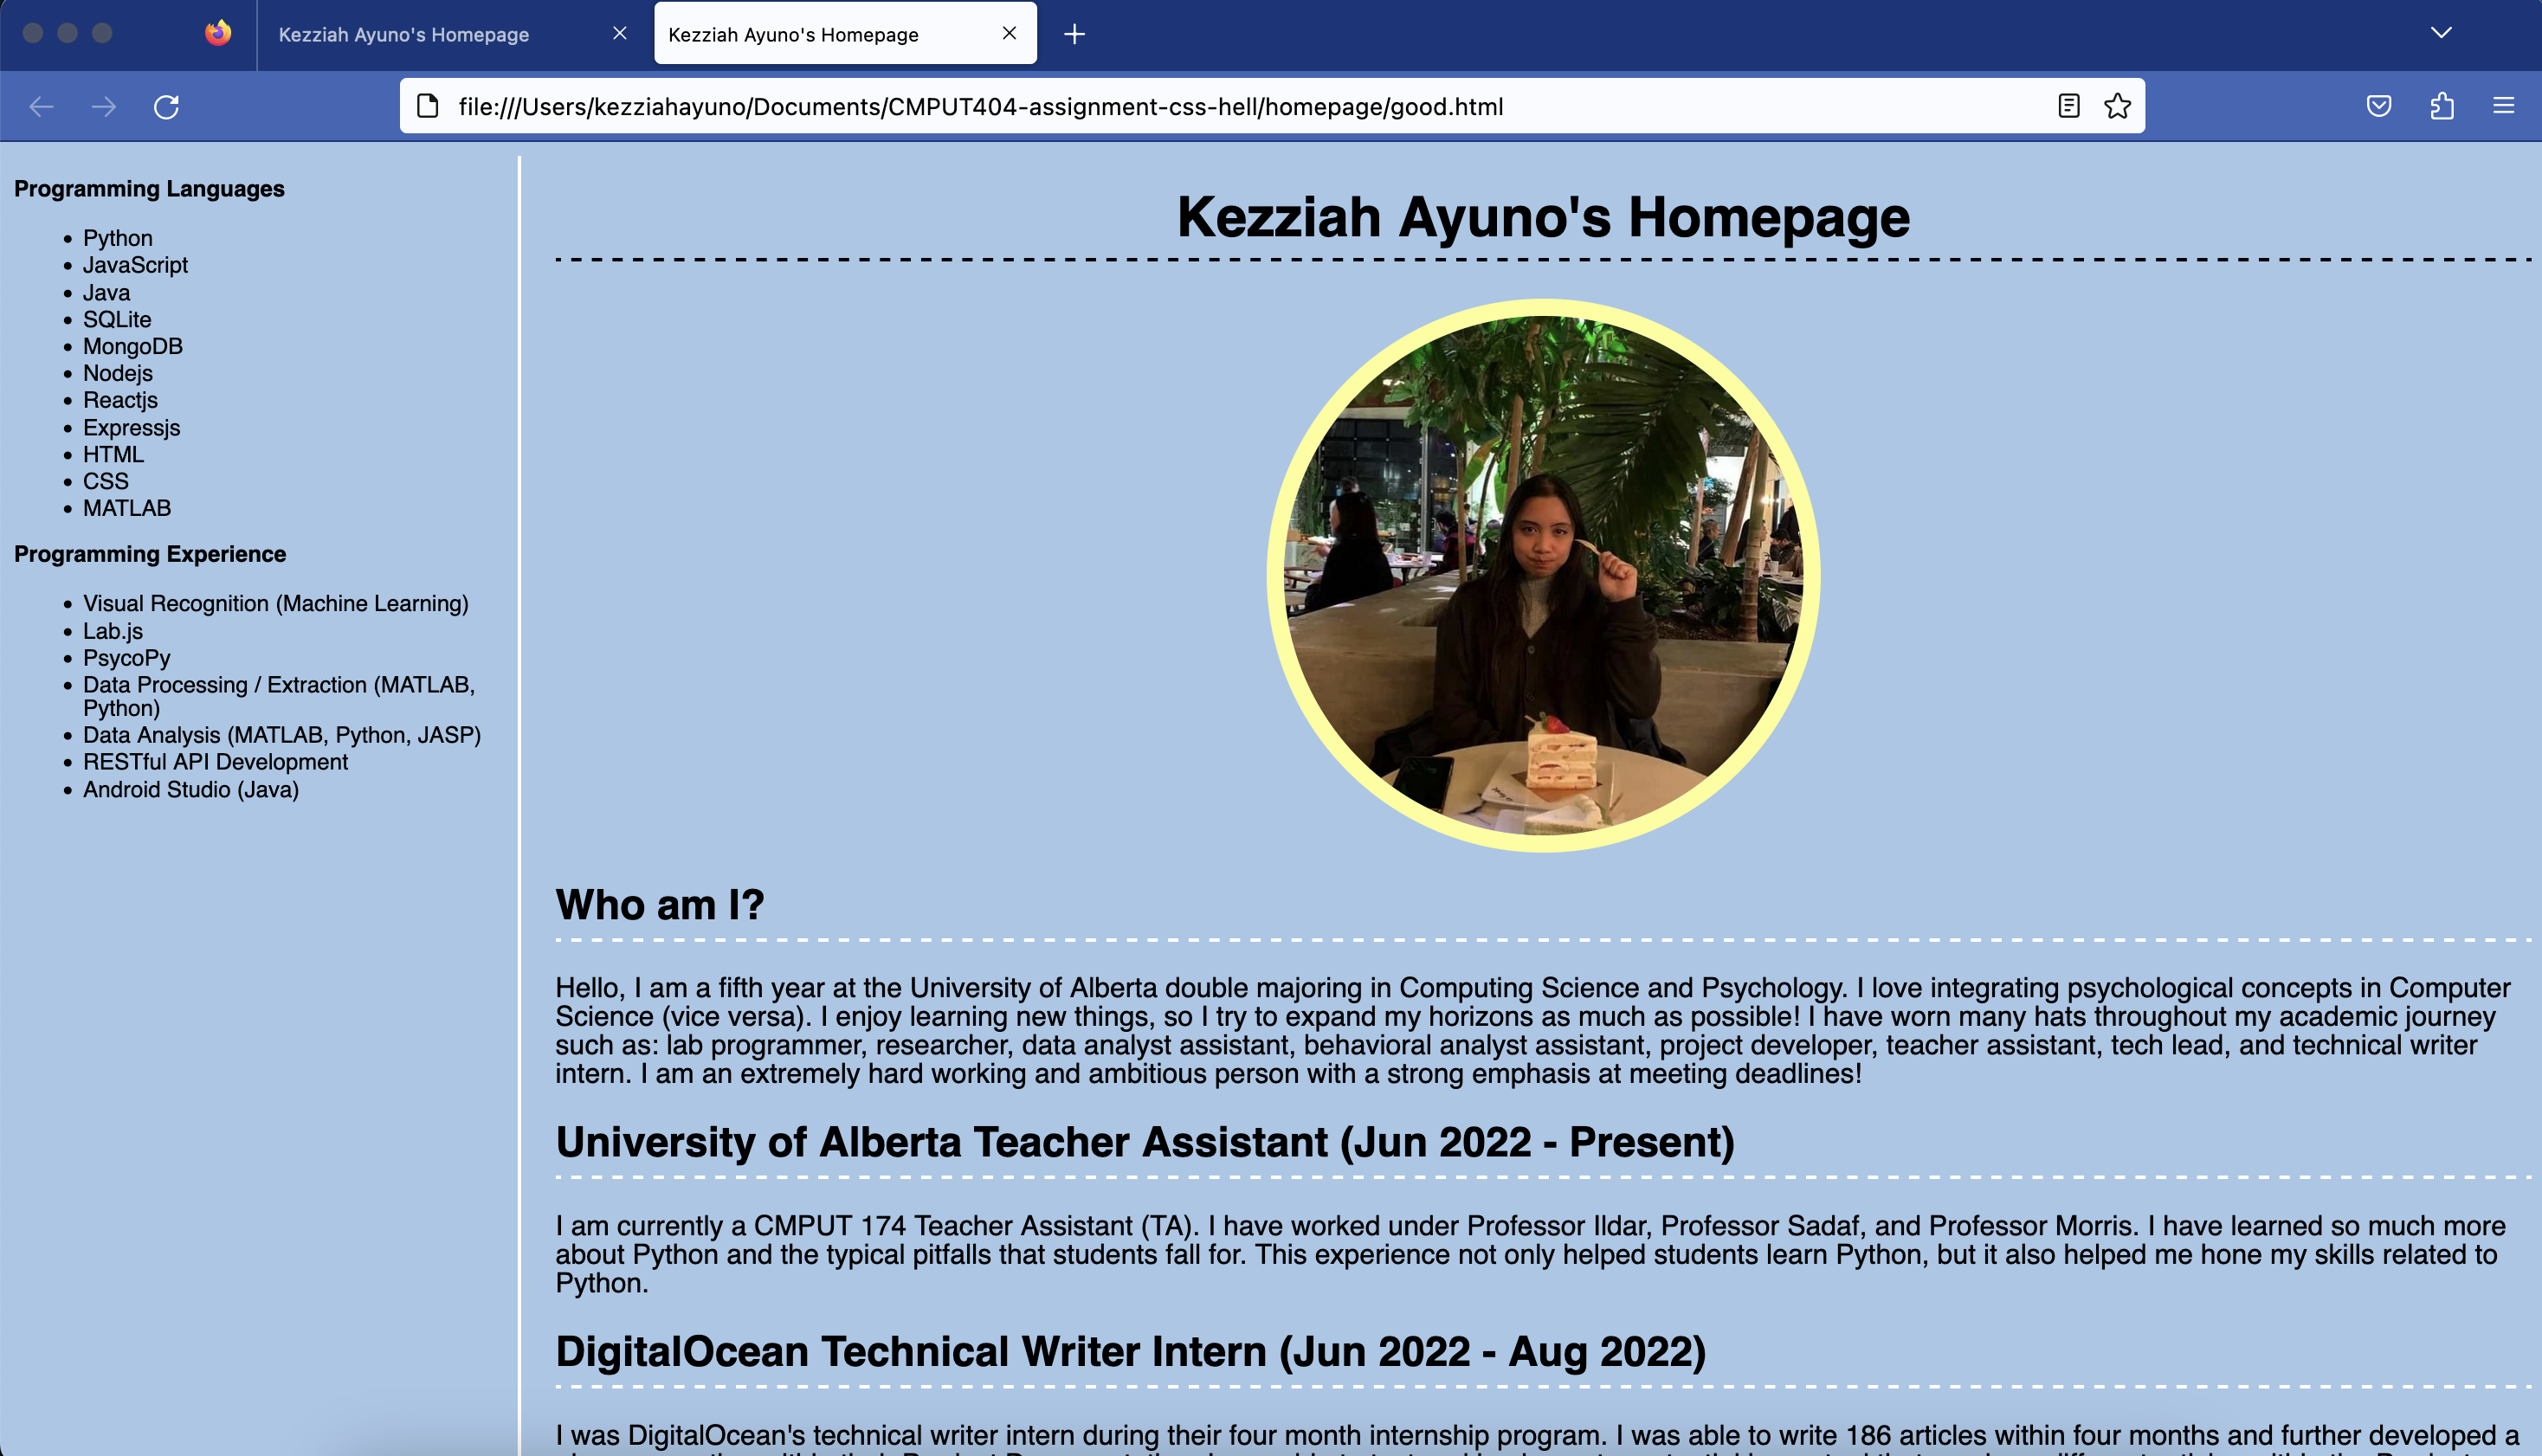 Kezziah Ayuno's Homepage
Kezziah Ayuno's Homepage
file:///Users/kezziahayuno/Documents/CMPUT404-assignment-css-hell/homepage/good.html
Programming Languages
Python
JavaScript
Java
SQLite
MongoDB
Nodejs
Reactjs
Expressjs
HTML
CSS
MATLAB
Programming Experience
Visual Recognition (Machine Learning)
Lab.js
PsycoPy
Data Processing / Extraction (MATLAB,
Python)
Data Analysis (MATLAB, Python, JASP)
RESTful API Development
Android Studio (Java)
Kezziah Ayuno's Homepage
Who am I?
Hello, I am a fifth year at the University of Alberta double majoring in Computing Science and Psychology. I love integrating psychological concepts in Computer
Science (vice versa). I enjoy learning new things, so I try to expand my horizons as much as possible! I have worn many hats throughout my academic journey
such as: lab programmer, researcher, data analyst assistant, behavioral analyst assistant, project developer, teacher assistant, tech lead, and technical writer
intern. I am an extremely hard working and ambitious person with a strong emphasis at meeting deadlines!
University of Alberta Teacher Assistant (Jun 2022 - Present)
I am currently a CMPUT 174 Teacher Assistant (TA). I have worked under Professor Ildar, Professor Sadaf, and Professor Morris. I have learned so much more
about Python and the typical pitfalls that students fall for. This experience not only helped students learn Python, but it also helped me hone my skills related to
Python.
DigitalOcean Technical Writer Intern (Jun 2022 - Aug 2022)
I was DigitalOcean's technical writer intern during their four month internship program. I was able to write 186 articles within four months and further developed a